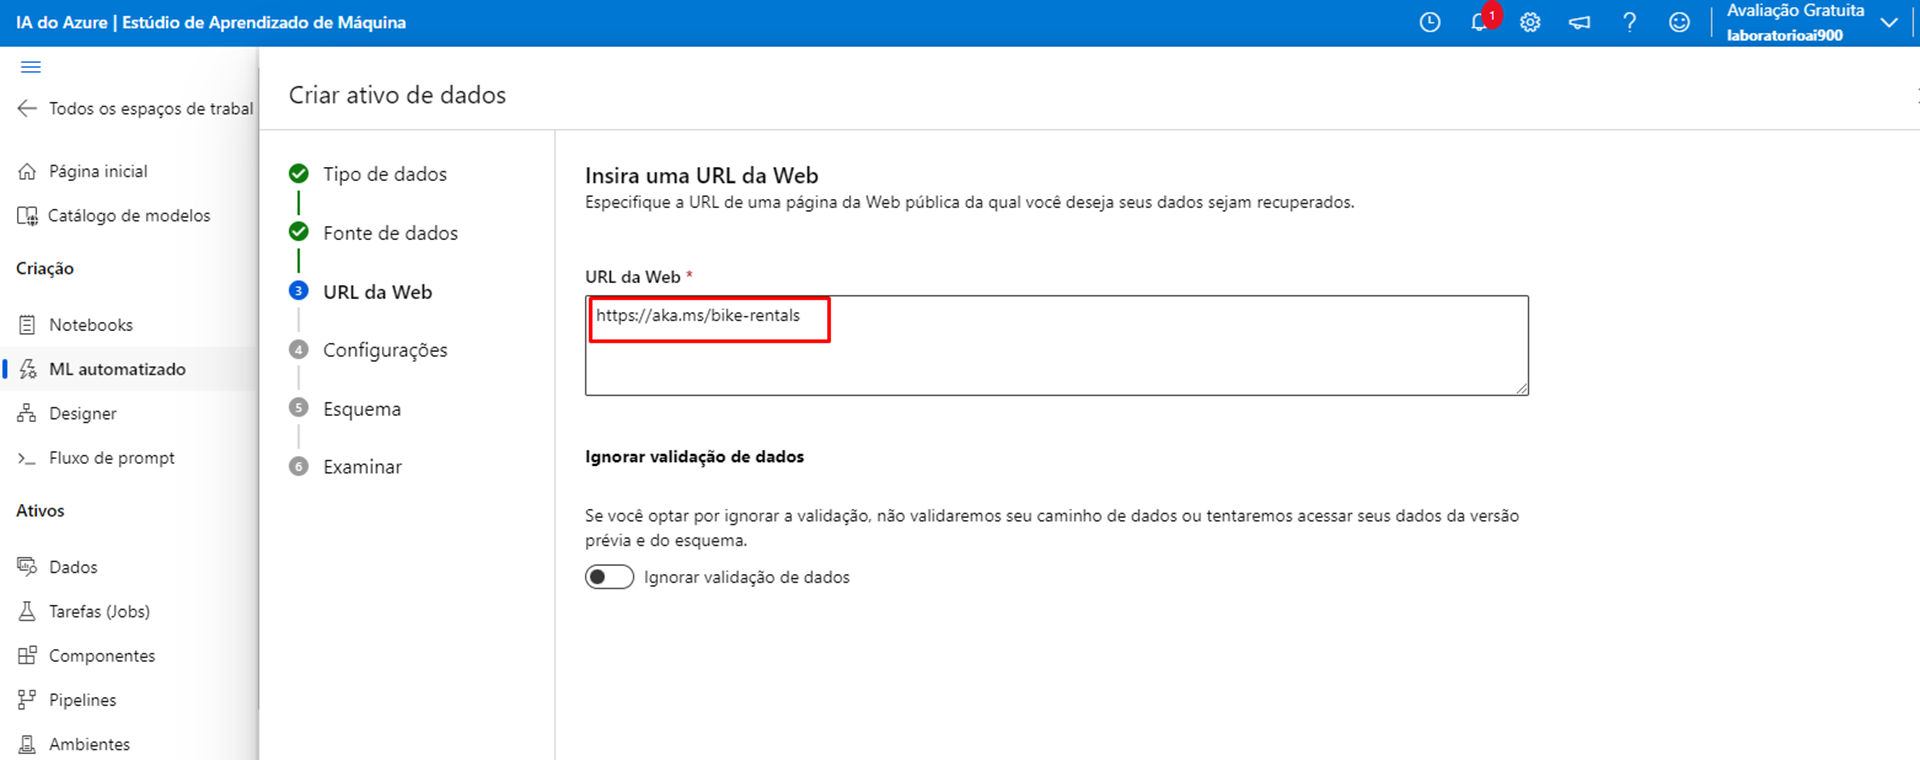 IA do Azure | Estúdio de Aprendizado de Máquina
1
Avaliação Gratuita
laboratorioai900
Todos os espaços de trabal
Página inicial
Catálogo de modelos
Criação
Notebooks
ML automatizado
Designer
Fluxo de prompt
Ativos
Dados
Tarefas (Jobs)
Componentes
Pipelines
Ambientes
Criar ativo de dados
Tipo de dados
Fonte de dados
3 URL da Web
4 Configurações
5 Esquema
6 Examinar
Insira uma URL da Web
Especifique a URL de uma página da Web pública da qual você deseja seus dados sejam recuperados.
URL da Web *
https://aka.ms/bike-rentals
Ignorar validação de dados
Se você optar por ignorar a validação, não validaremos seu caminho de dados ou tentaremos acessar seus dados da versão
prévia e do esquema.
Ignorar validação de dados